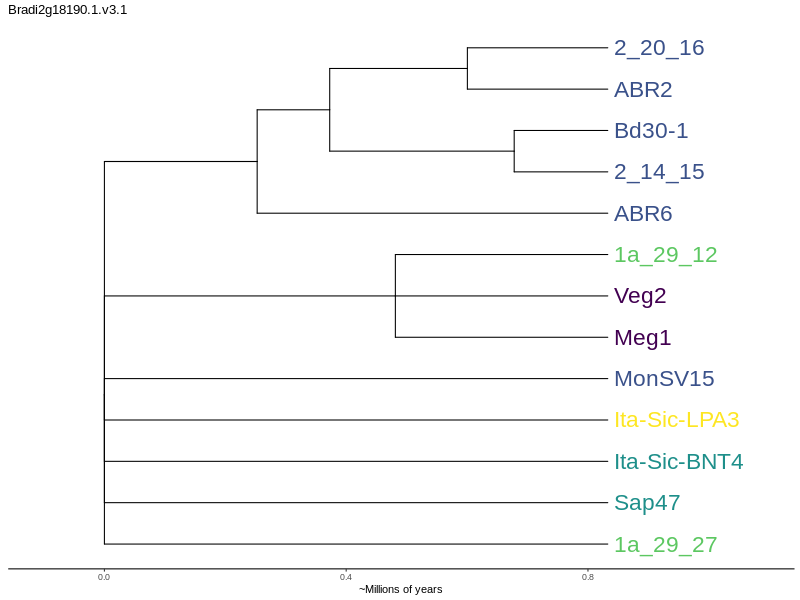 Bradi2g18190.1.v3.1
2_20_16
ABR2
Bd30-1
2_14_15
ABR6
1a_29_12
Veg2
Meg1
MonSV15
Ita-Sic-LPA3
Ita-Sic-BNT4
Sap47
1a_29_27
0.0 0.4 0.8
~Millions of years